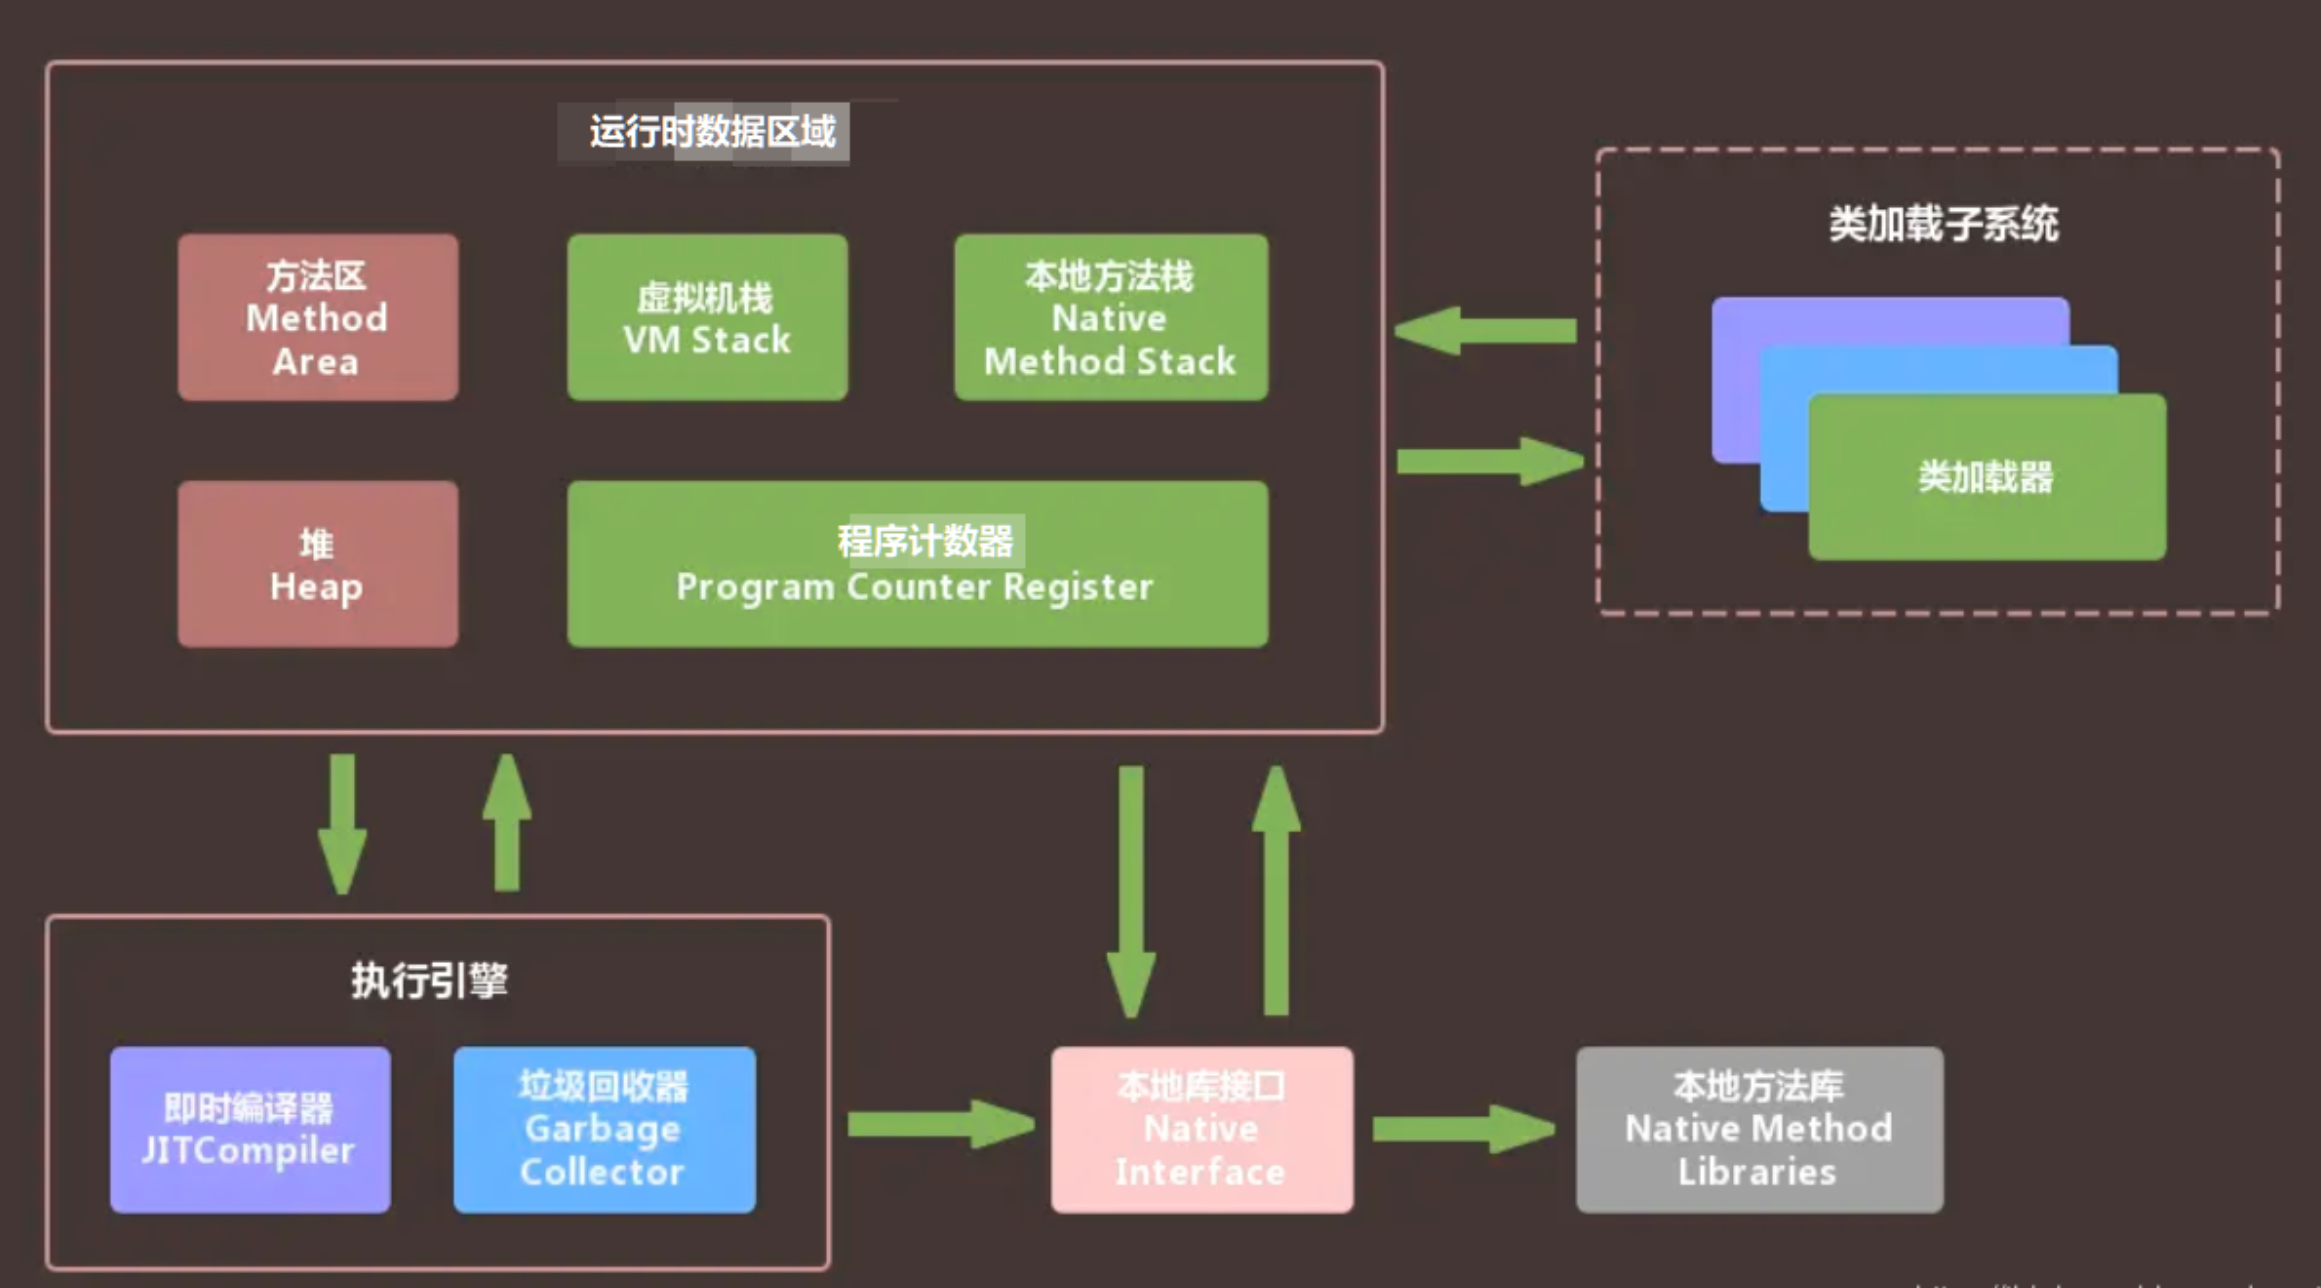 运行时数据区域
方法区
Method
Area
虚拟机栈
VM Stack
本地方法栈
Native
Method Stack
堆
Heap
程序计数器
Program Counter Register
类加载子系统
类加载器
执行引擎
即时编译器
JITCompiler
垃圾回收器
Garbage
Collector
本地库接口
Native
Interface
本地方法库
Native Method
Libraries